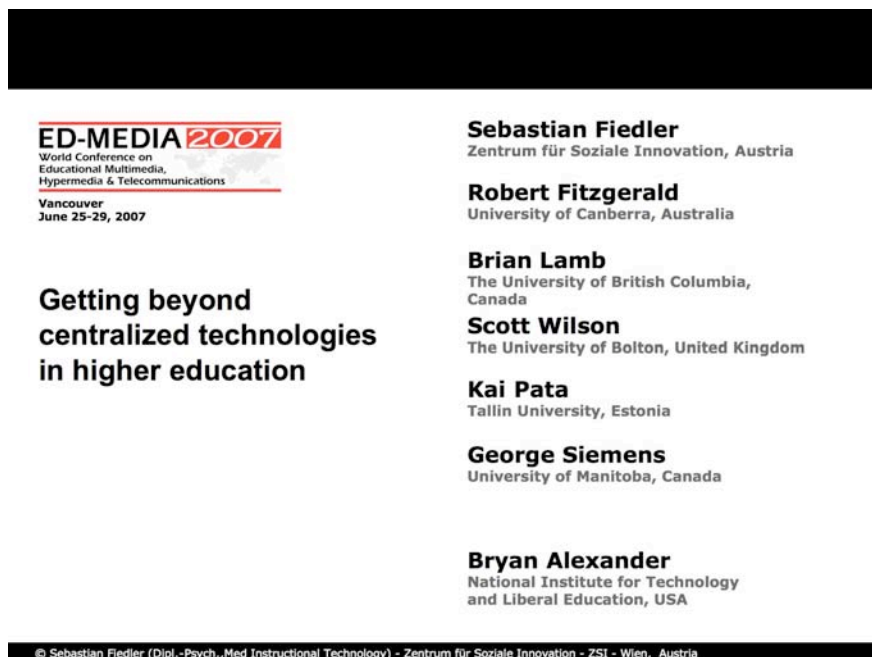 ED-MEDIA 2007
World Conference on
Educational Multimedia,
Hypermedia & Telecommunications
Vancouver
June 25-29, 2007
Getting beyond
centralized technologies
in higher education
Sebastian Fiedler
Zentrum für Soziale Innovation, Austria
Robert Fitzgerald
University of Canberra, Australia
Brian Lamb
The University of British Columbia,
Canada
Scott Wilson
The University of Bolton, United Kingdom
Kai Pata
Tallin University, Estonia
George Siemens
University of Manitoba, Canada
Bryan Alexander
National Institute for Technology
and Liberal Education, USA
© Sebastian Fiedler (Dipl.-Psych.,Med Instructional Technology) - Zentrum für Soziale Innovation - ZSI - Wien, Austria